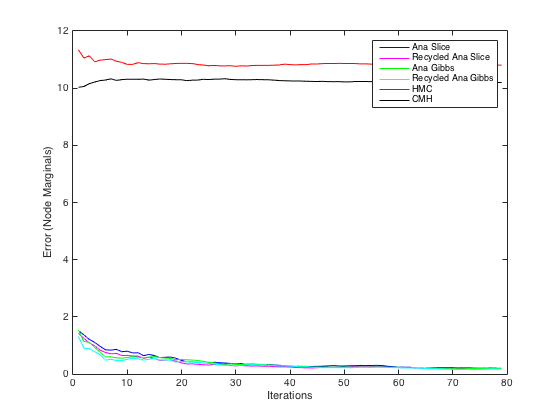 12
10
8
6
4
2
0
Error (Node Marginals)
Ana Slice
Recycled Ana Slice
Ana Gibbs
Recycled Ana Gibbs
HMC
CMH
0 10 20 30 40 50 60 70 80
Iterations